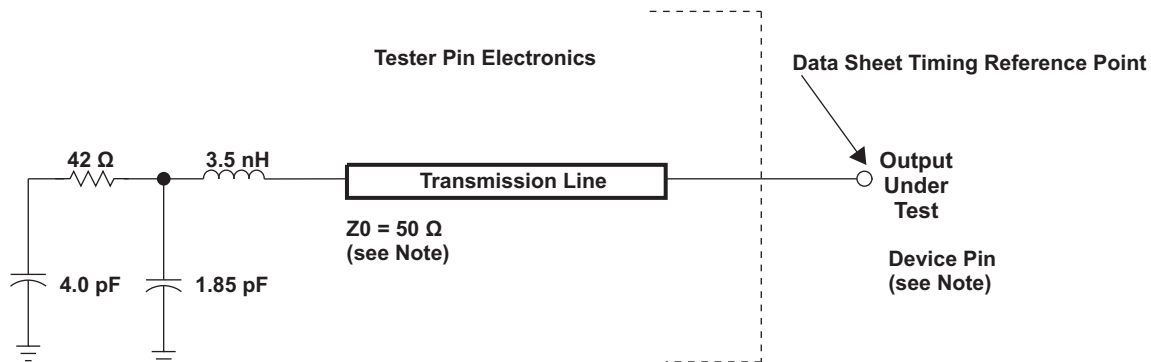 Tester Pin Electronics
Data Sheet Timing Reference Point
42 Ω
3.5 nH
Transmission Line
Output
Under
Test
Z0 = 50 Ω
(see Note)
Device Pin
(see Note)
4.0 pF
1.85 pF